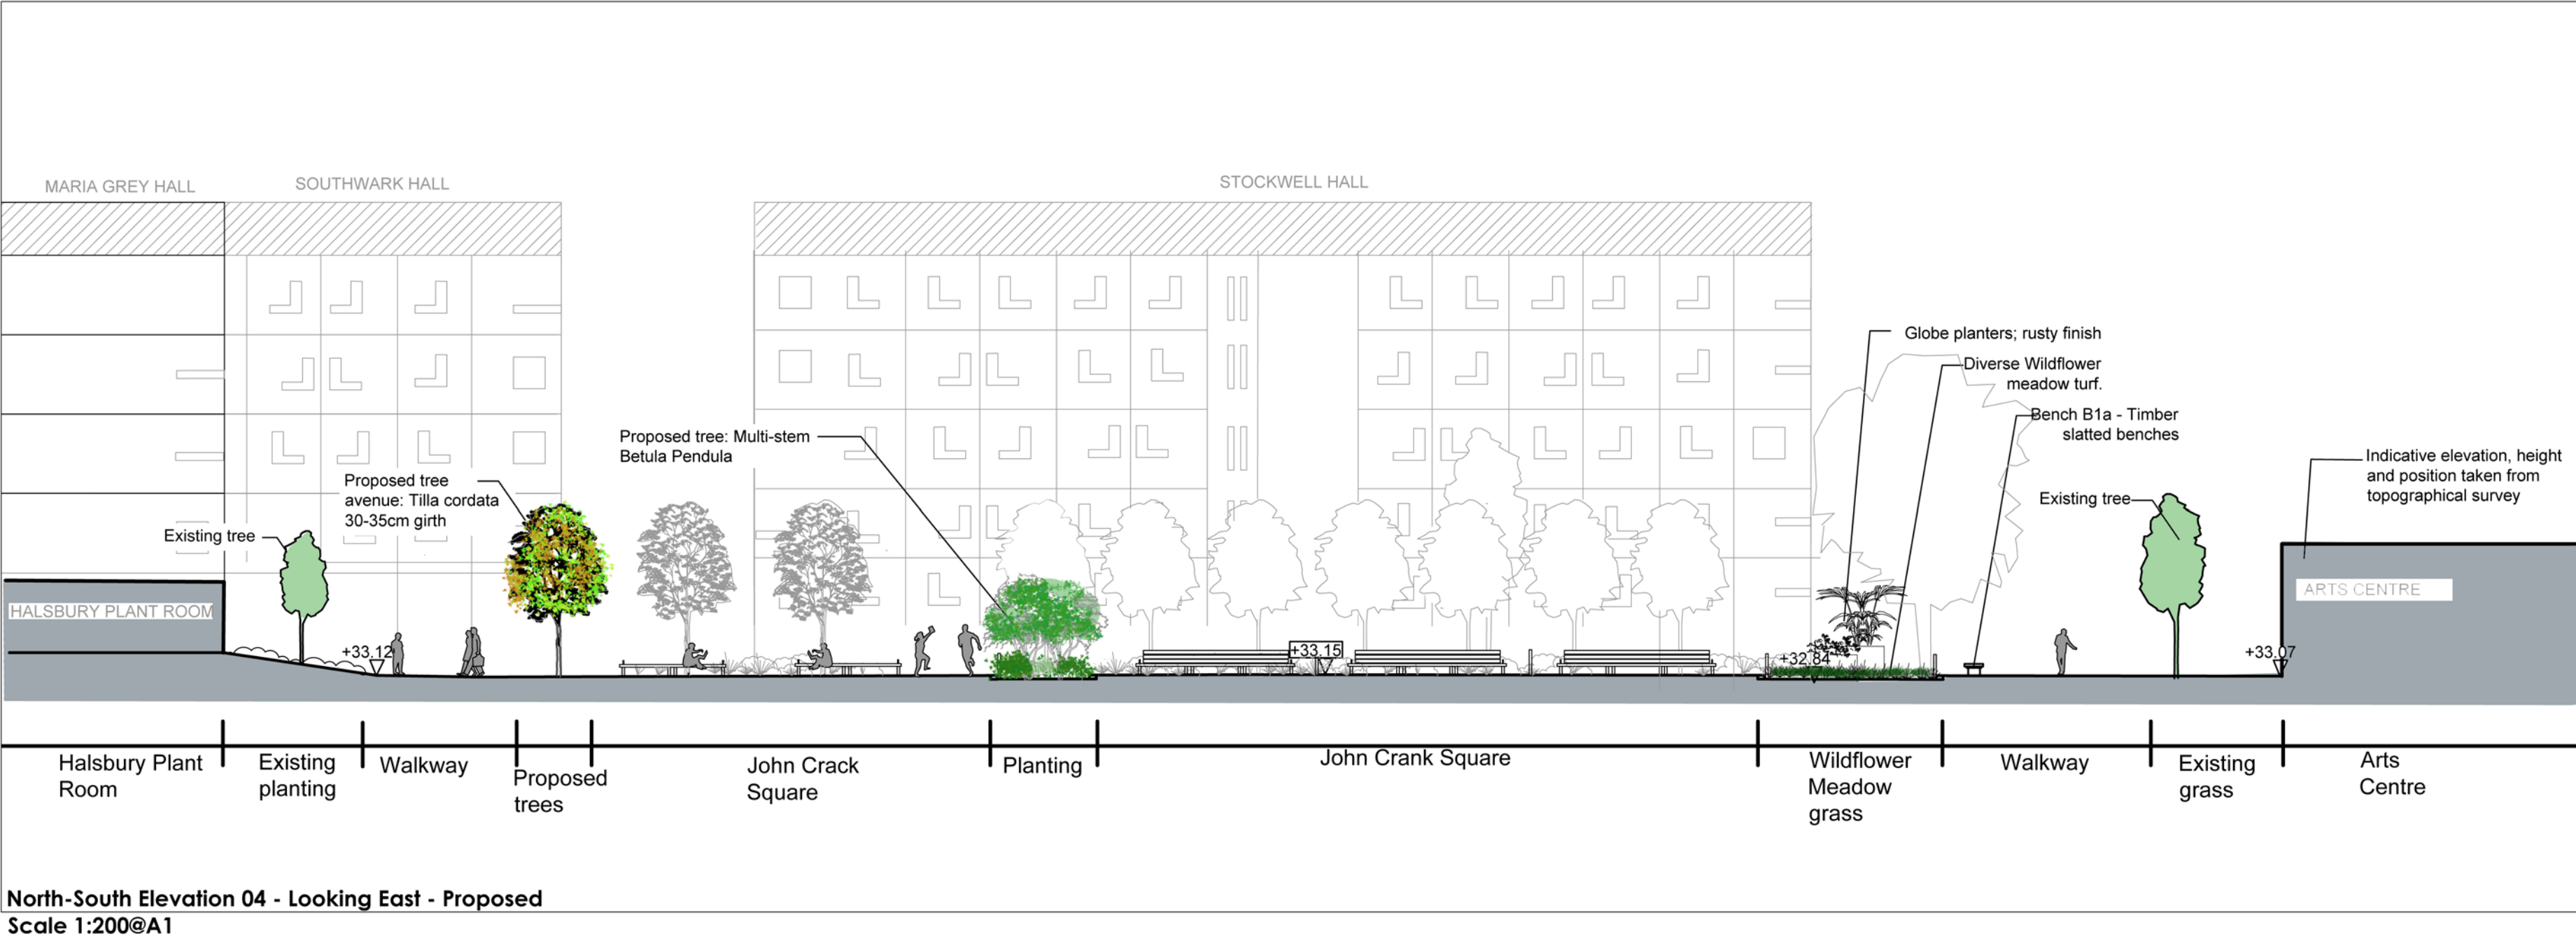 MARIA GREY HALL
SOUTHWARK HALL
STOCKWELL HALL
Globe planters; rusty finish
Diverse Wildflower
meadow turf.
Bench B1a - Timber
slatted benches
Proposed tree: Multi-stem
Betula Pendula
Indicative elevation, height
and position taken from
topographical survey
Existing tree
Proposed tree
avenue: Tilla cordata
30-35cm girth
Existing tree
HALSBURY PLANT ROOM
ARTS CENTRE
+33.12
+33.15
+32.84
+33.07
Halsbury Plant
Room
Existing
planting
Walkway
Proposed
trees
John Crack
Square
Planting
John Crank Square
Wildflower
Meadow
grass
Walkway
Existing
grass
Arts
Centre
North-South Elevation 04 - Looking East - Proposed
Scale 1:200@A1